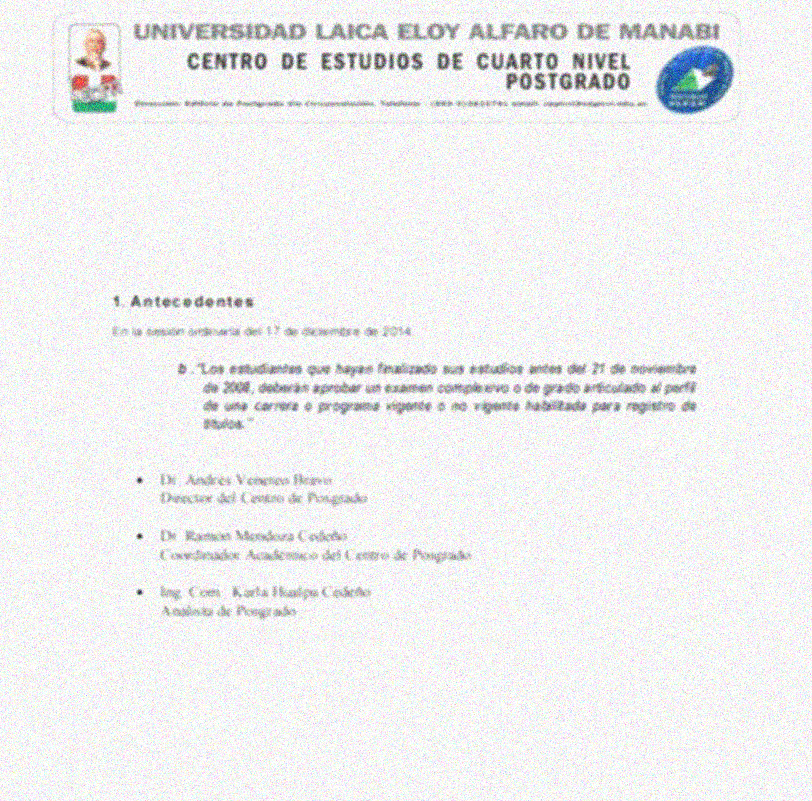 UNIVERSIDAD LAICA ELOY ALFARO DE MANABI
CENTRO DE ESTUDIOS DE CUARTO NIVEL
POSTGRADO
1. Antecedentes
En la sesión ordinaria del 17 de diciembre de 2014
b . "Los estudiantes que hayan finalizado sus estudios antes del 21 de noviembre
de 2008, deberán aprobar un examen complexivo o de grado articulado al perfil
de una carrera o programa vigente o no vigente habilitada para registro de
títulos."
• Dr. Andrés Bravo
Director del Centro de Posgrado
• Dr. Ramon Mendoza Cedeño
Coordinador Académico del Centro de Posgrado
• Ing. Com. Karla Cedeño
Analista de Posgrado